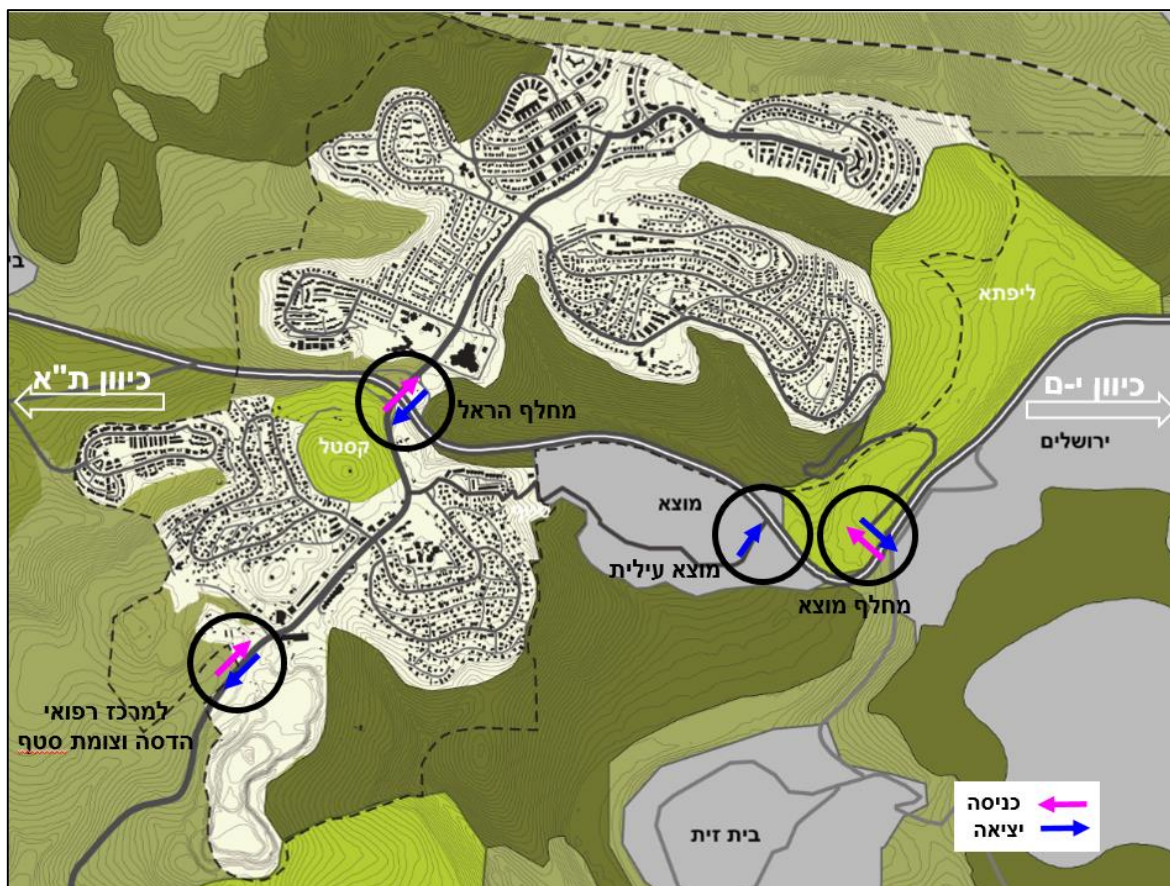 ליפתא
בי
כיוון ת"א
כיוון י-ם
מחלף הראל
קסטל
ירושלים
מוצא
מוצא עילית
מחלף מוצא
למרכז רפואי
הדסה וצומת סטף
כניסה
יציאה
בית זית